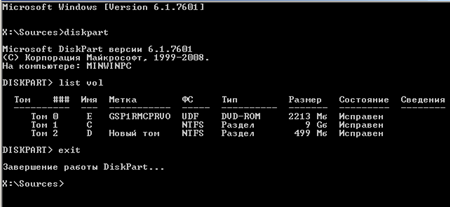 Microsoft Windows [Version 6.1.7601]
X:\Sources>diskpart
Microsoft DiskPart версии 6.1.7601
(C) Корпорация Майкрософт, 1999-2008.
На компьютере: MINWINPC
DISKPART> list vol
Том ### Имя Метка ФС Тип Размер Состояние Сведения
Том 0 E GSP1RMCPRVO UDF DVD-ROM 2213 Мб Исправен
Том 1 C NTFS Раздел 9 Gб Исправен
Том 2 D Новый том NTFS Раздел 499 Мб Исправен
DISKPART> exit
Завершение работы DiskPart...
X:\Sources>